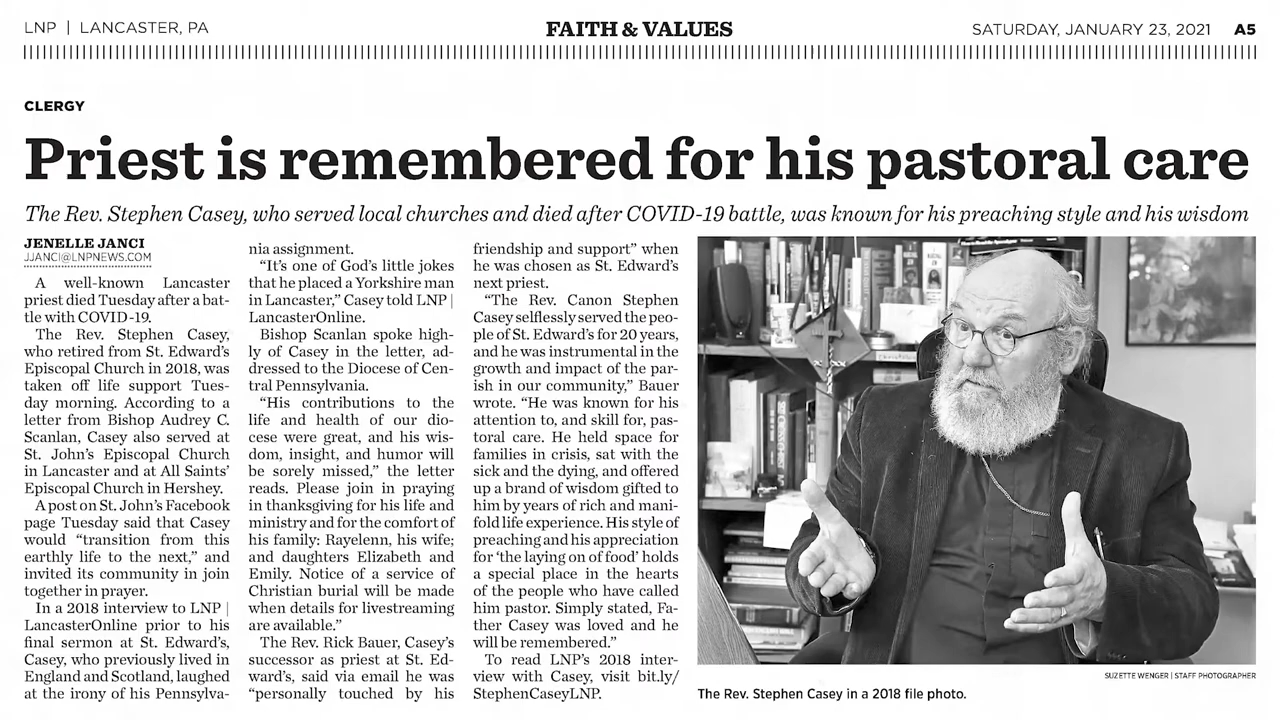 LNP | LANCASTER, PA
FAITH & VALUES
SATURDAY, JANUARY 23, 2021 A5
CLERGY
Priest is remembered for his pastoral care
The Rev. Stephen Casey, who served local churches and died after COVID-19 battle, was known for his preaching style and his wisdom
JENELLE JANCI
JJANCI@LNPNEWS.COM
A well-known Lancaster
priest died Tuesday after a bat-
tle with COVID-19.
The Rev. Stephen Casey,
who retired from St. Edward's
Episcopal Church in 2018, was
taken off life support Tues-
day morning. According to a
letter from Bishop Audrey C.
Scanlan, Casey also served at
St. John's Episcopal Church
in Lancaster and at All Saints'
Episcopal Church in Hershey.
A post on St. John's Facebook
page Tuesday said that Casey
would "transition from this
earthly life to the next," and
invited its community in join
together in prayer.
In a 2018 interview to LNP |
LancasterOnline prior to his
final sermon at St. Edward's,
Casey, who previously lived in
England and Scotland, laughed
at the irony of his Pennsylva-
nia assignment.
"It's one of God's little jokes
that he placed a Yorkshire man
in Lancaster," Casey told LNP |
LancasterOnline.
Bishop Scanlan spoke high-
ly of Casey in the letter, ad-
dressed to the Diocese of Cen-
tral Pennsylvania.
"His contributions to the
life and health of our dio-
cese were great, and his wis-
dom, insight, and humor will
be sorely missed," the letter
reads. Please join in praying
in thanksgiving for his life and
ministry and for the comfort of
his family: Rayelenn, his wife;
and daughters Elizabeth and
Emily. Notice of a service of
Christian burial will be made
when details for livestreaming
are available."
The Rev. Rick Bauer, Casey's
successor as priest at St. Ed-
ward's, said via email he was
"personally touched by his
friendship and support" when
he was chosen as St. Edward's
next priest.
"The Rev. Canon Stephen
Casey selflessly served the peo-
ple of St. Edward's for 20 years,
and he was instrumental in the
growth and impact of the par-
ish in our community," Bauer
wrote. "He was known for his
attention to, and skill for, pas-
toral care. He held space for
families in crisis, sat with the
sick and the dying, and offered
up a brand of wisdom gifted to
him by years of rich and mani-
fold life experience. His style of
preaching and his appreciation
for 'the laying on of food' holds
a special place in the hearts
of the people who have called
him pastor. Simply stated, Fa-
ther Casey was loved and he
will be remembered."
To read LNP's 2018 inter-
view with Casey, visit bit.ly/
StephenCaseyLNP.
SUZETTE WENGER | STAFF PHOTOGRAPHER
The Rev. Stephen Casey in a 2018 file photo.